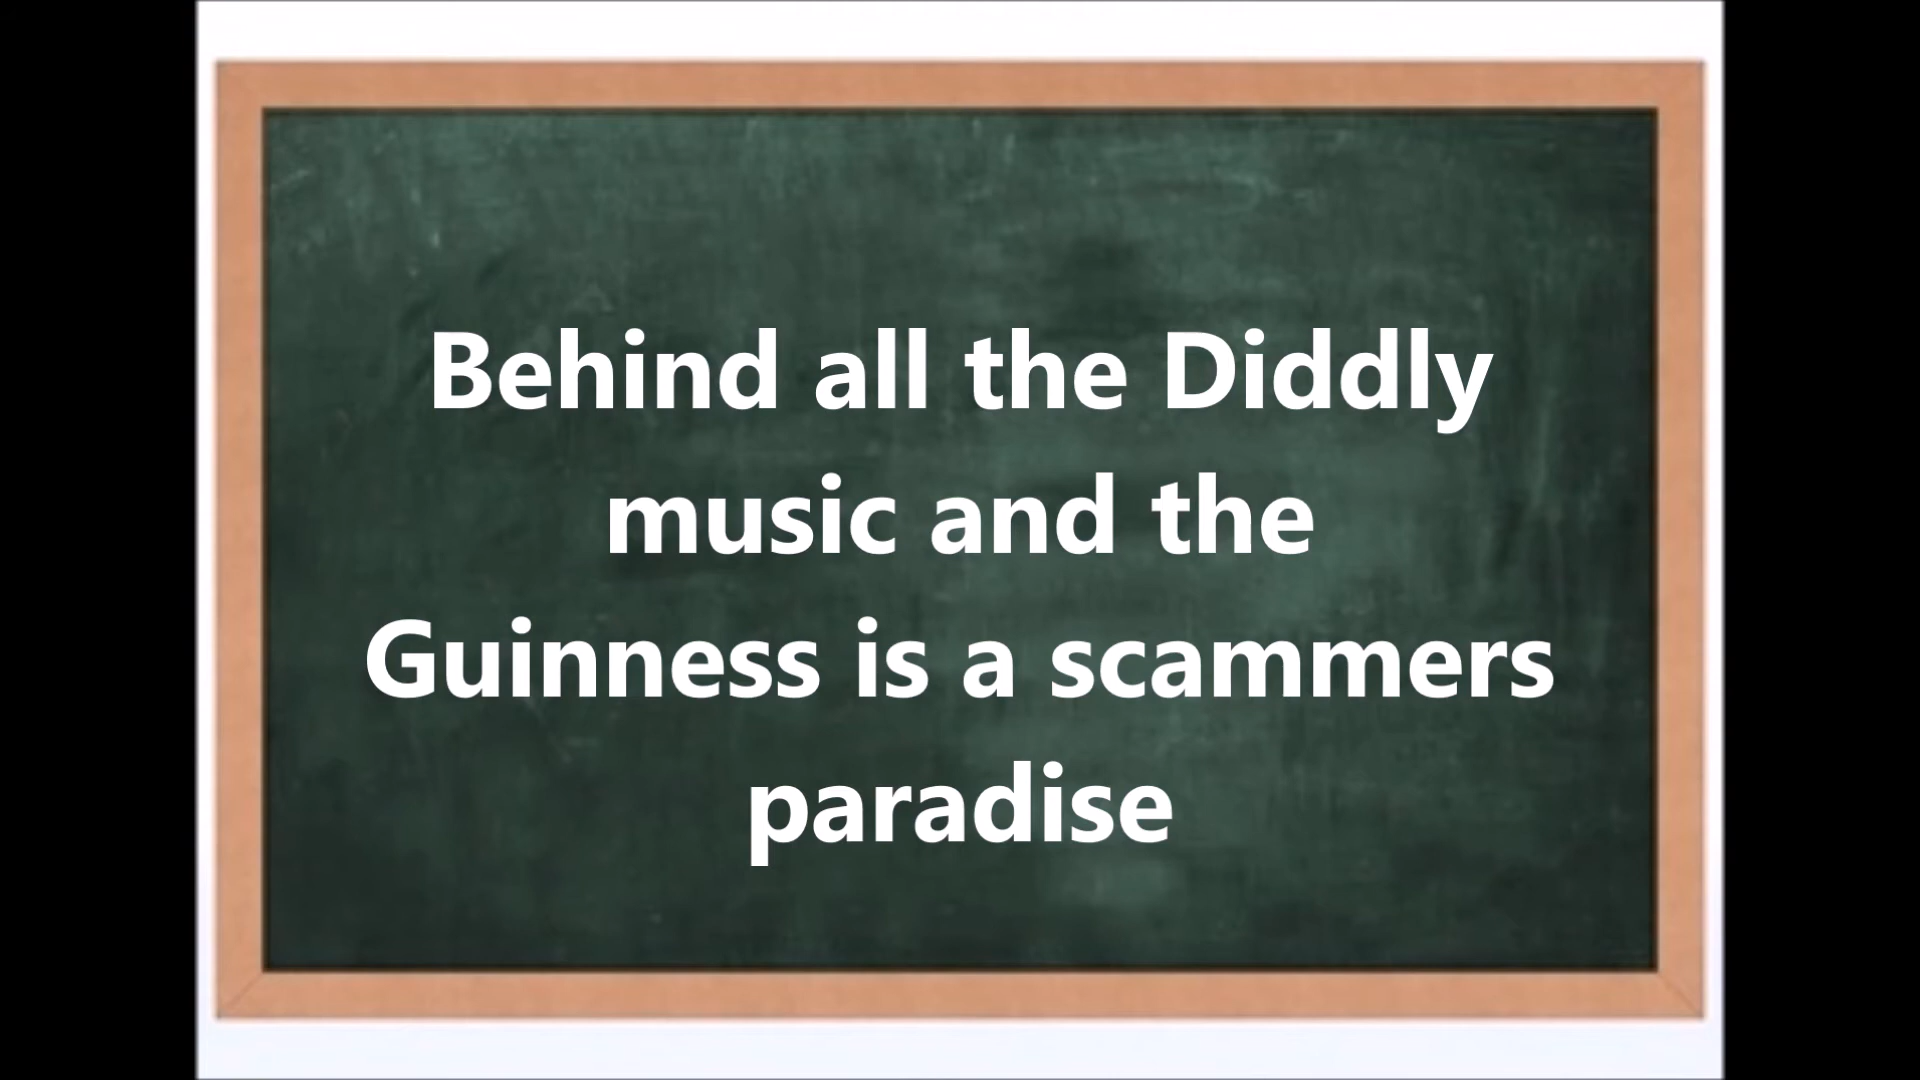 Behind all the Diddly
music and the
Guinness is a scammers
paradise